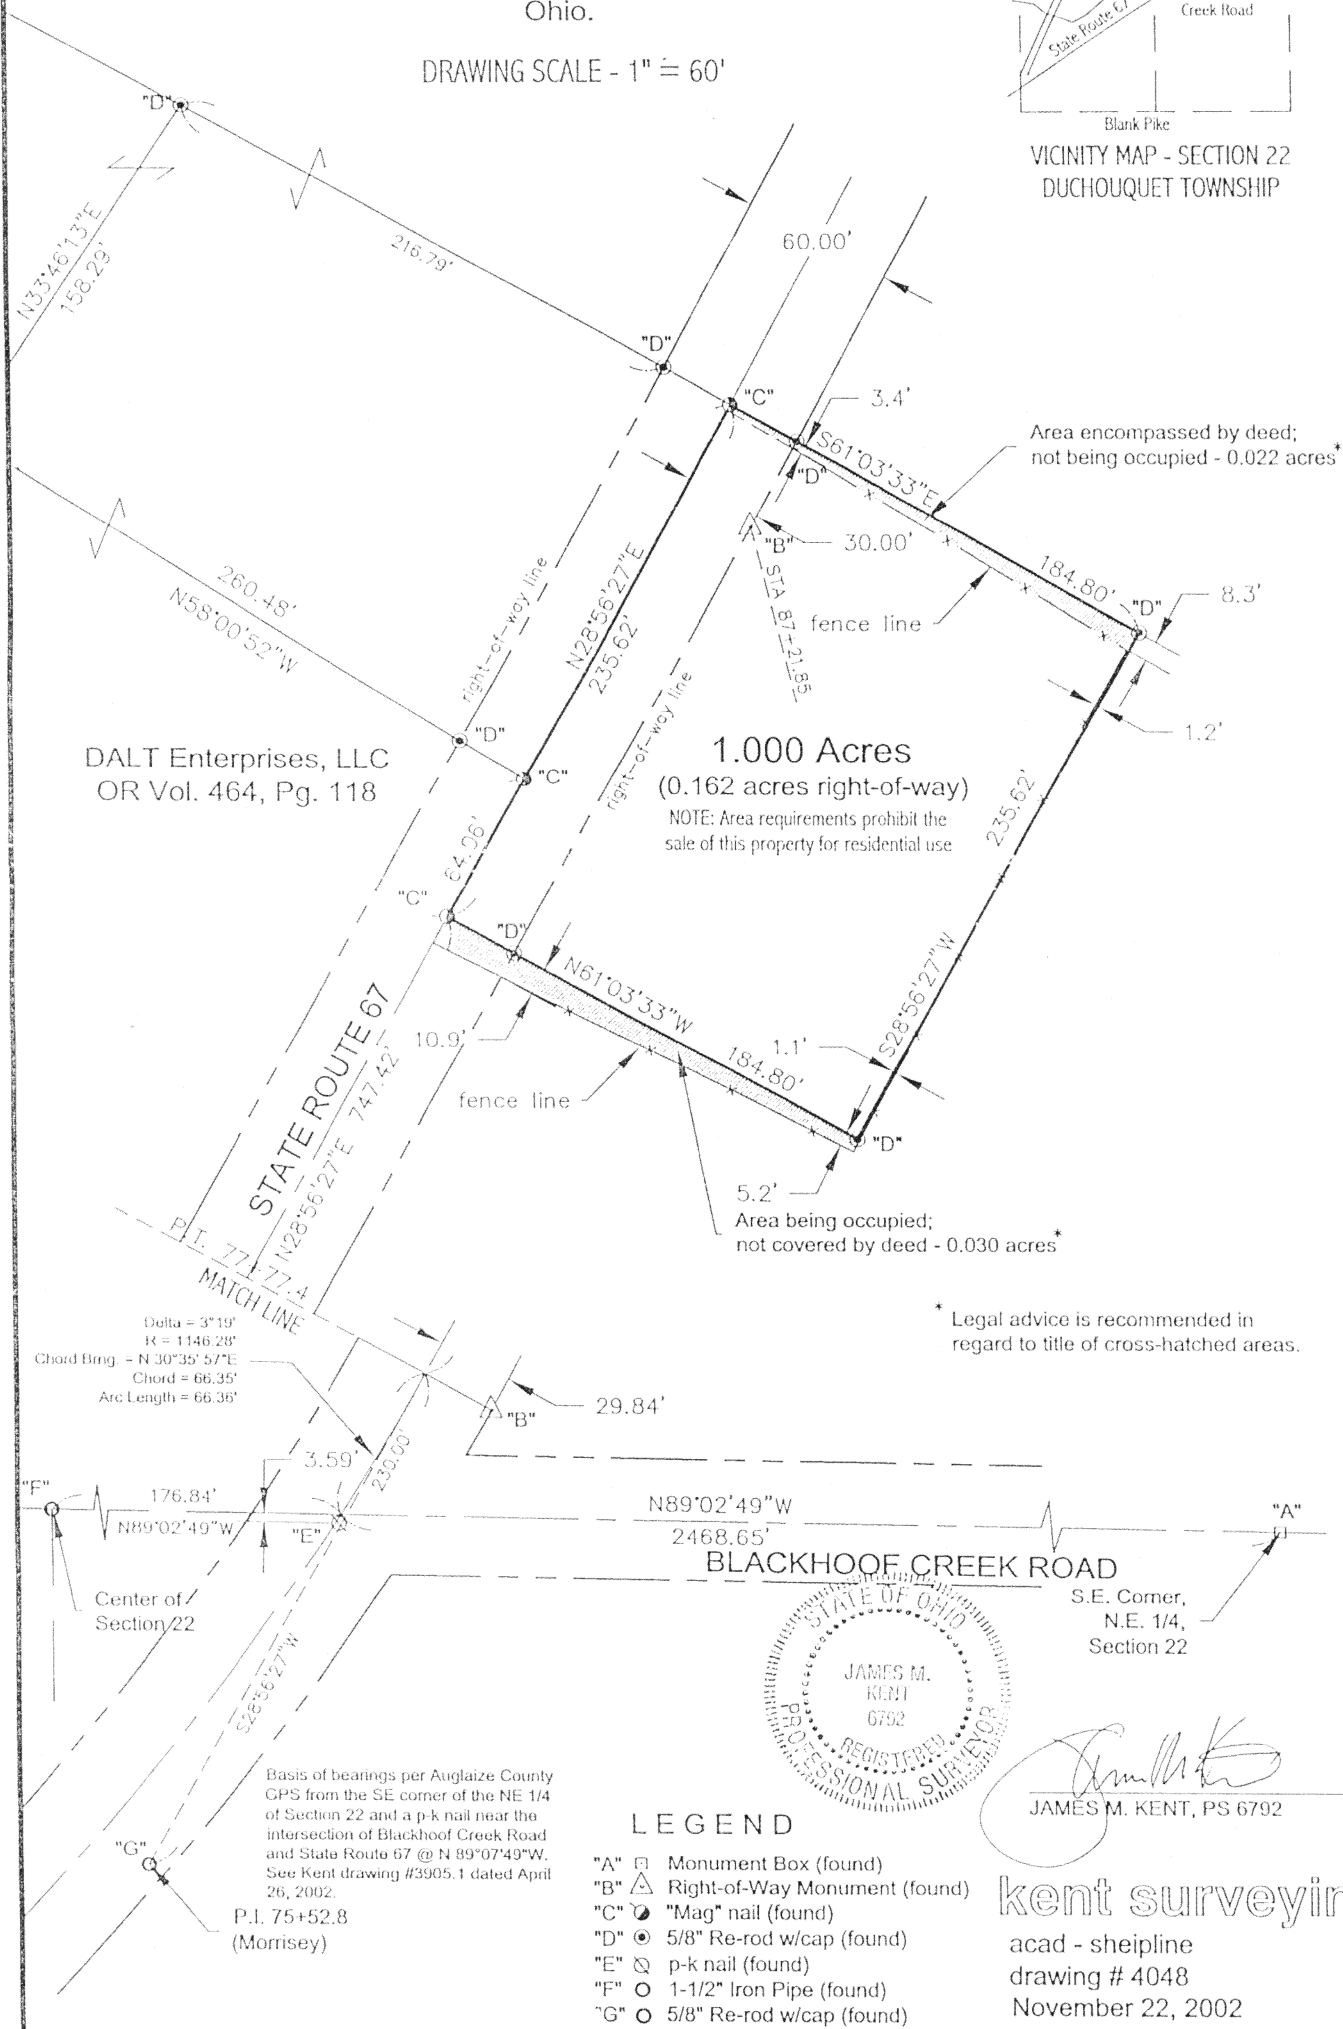 Ohio.
DRAWING SCALE - 1" = 60'
State Route 67
Creek Road
Blank Pike
VICINITY MAP - SECTION 22
DUCHOUQUET TOWNSHIP
"D"
N33°46'13"E
158.29'
216.79'
60.00'
"D"
"C"
3.4'
S61°03'33"E
184.80'
Area encompassed by deed;
not being occupied - 0.022 acres*
"D"
"B"
30.00'
STA 87+21.85
fence line
"D"
8.3'
1.2'
260.48'
N58°00'52"W
right-of-way line
N28°56'27"E
235.62'
right-of-way line
"D"
"C"
DALT Enterprises, LLC
OR Vol. 464, Pg. 118
1.000 Acres
(0.162 acres right-of-way)
NOTE: Area requirements prohibit the
sale of this property for residential use
235.62'
S28°56'27"W
64.06'
"C"
"D"
N61°03'33"W
184.80'
10.9'
fence line
1.1'
"D"
5.2'
Area being occupied;
not covered by deed - 0.030 acres*
STATE ROUTE 67
N28°56'27"E 747.42'
P.T. 77+77.4
MATCH LINE
* Legal advice is recommended in
regard to title of cross-hatched areas.
Delta = 3°19'
R = 1146.28'
Chord Brng. = N 30°35' 57"E
Chord = 66.35'
Arc Length = 66.36'
29.84'
"B"
3.59'
230.00'
"F"
176.84'
N89°02'49"W
"E"
N89°02'49"W
2468.65'
"A"
BLACKHOOF CREEK ROAD
Center of
Section 22
S.E. Corner,
N.E. 1/4,
Section 22
S28°56'27"W
STATE OF OHIO
JAMES M.
KENT
6792
REGISTERED
PROFESSIONAL SURVEYOR
JAMES M. KENT, PS 6792
Basis of bearings per Auglaize County
GPS from the SE corner of the NE 1/4
of Section 22 and a p-k nail near the
intersection of Blackhoof Creek Road
and State Route 67 @ N 89°07'49"W.
See Kent drawing #3905.1 dated April
26, 2002.
"G"
P.I. 75+52.8
(Morrisey)
LEGEND
"A" Monument Box (found)
"B" Right-of-Way Monument (found)
"C" "Mag" nail (found)
"D" 5/8" Re-rod w/cap (found)
"E" p-k nail (found)
"F" 1-1/2" Iron Pipe (found)
"G" 5/8" Re-rod w/cap (found)
kent surveyin
acad - sheipline
drawing # 4048
November 22, 2002